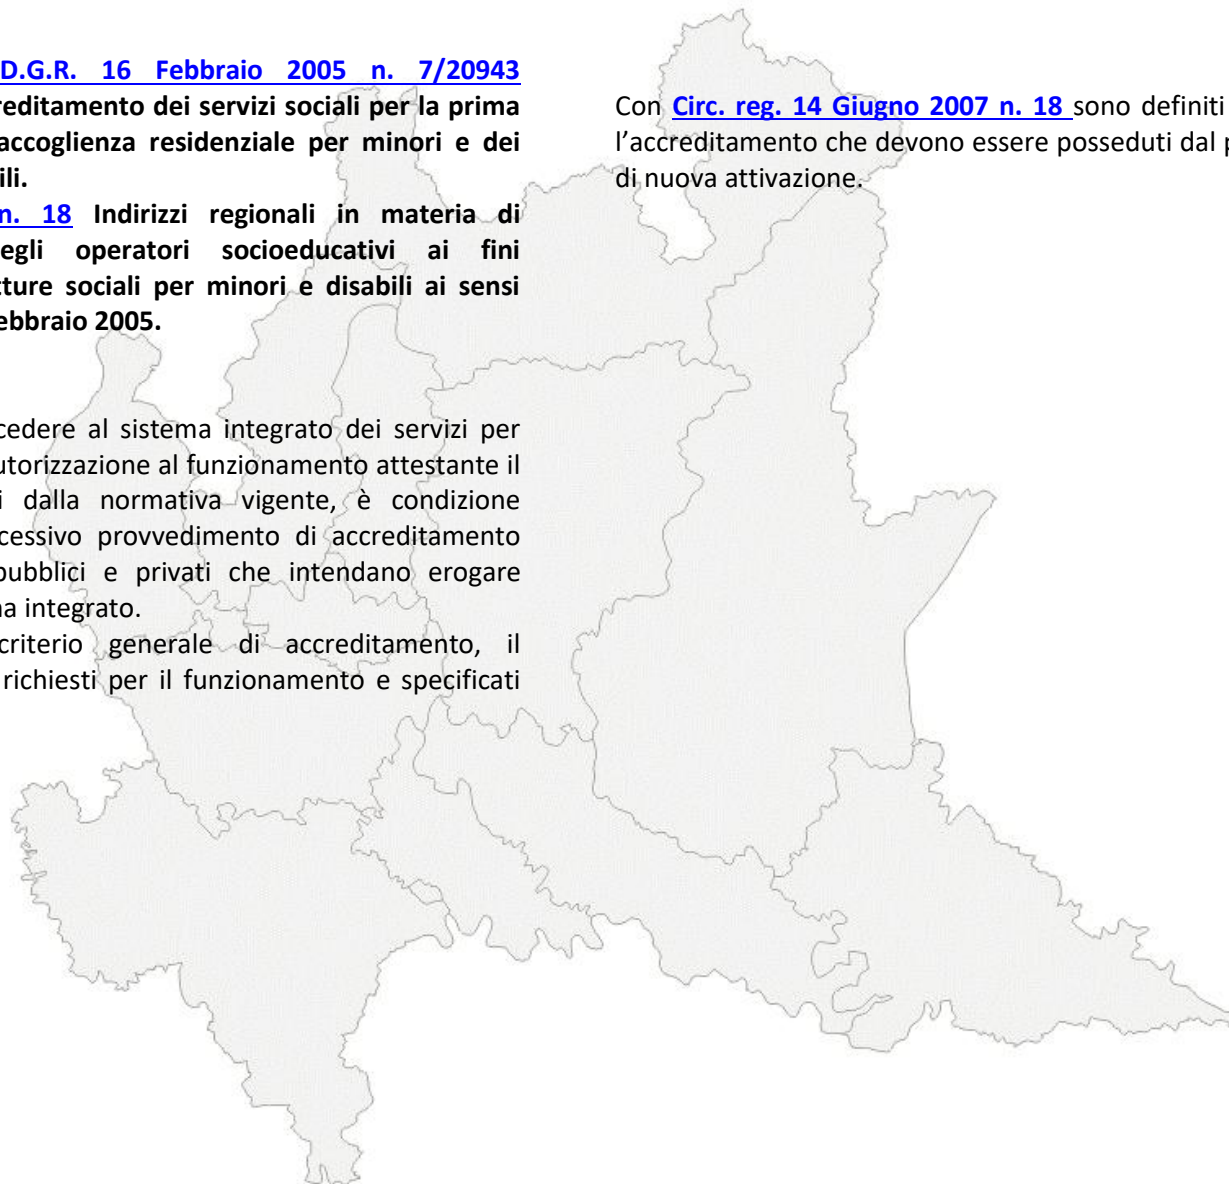 D.G.R. 16 Febbraio 2005 n. 7/20943
reditamento dei servizi sociali per la prima
accoglienza residenziale per minori e dei
ili.
n. 18 Indirizzi regionali in materia di
egli operatori socioeducativi ai fini
tture sociali per minori e disabili ai sensi
ebbraio 2005.
cedere al sistema integrato dei servizi per
utorizzazione al funzionamento attestante il
i dalla normativa vigente, è condizione
cessivo provvedimento di accreditamento
pubblici e privati che intendano erogare
na integrato.
criterio generale di accreditamento, il
richiesti per il funzionamento e specificati
Con Circ. reg. 14 Giugno 2007 n. 18 sono definiti
l’accreditamento che devono essere posseduti dal p
di nuova attivazione.